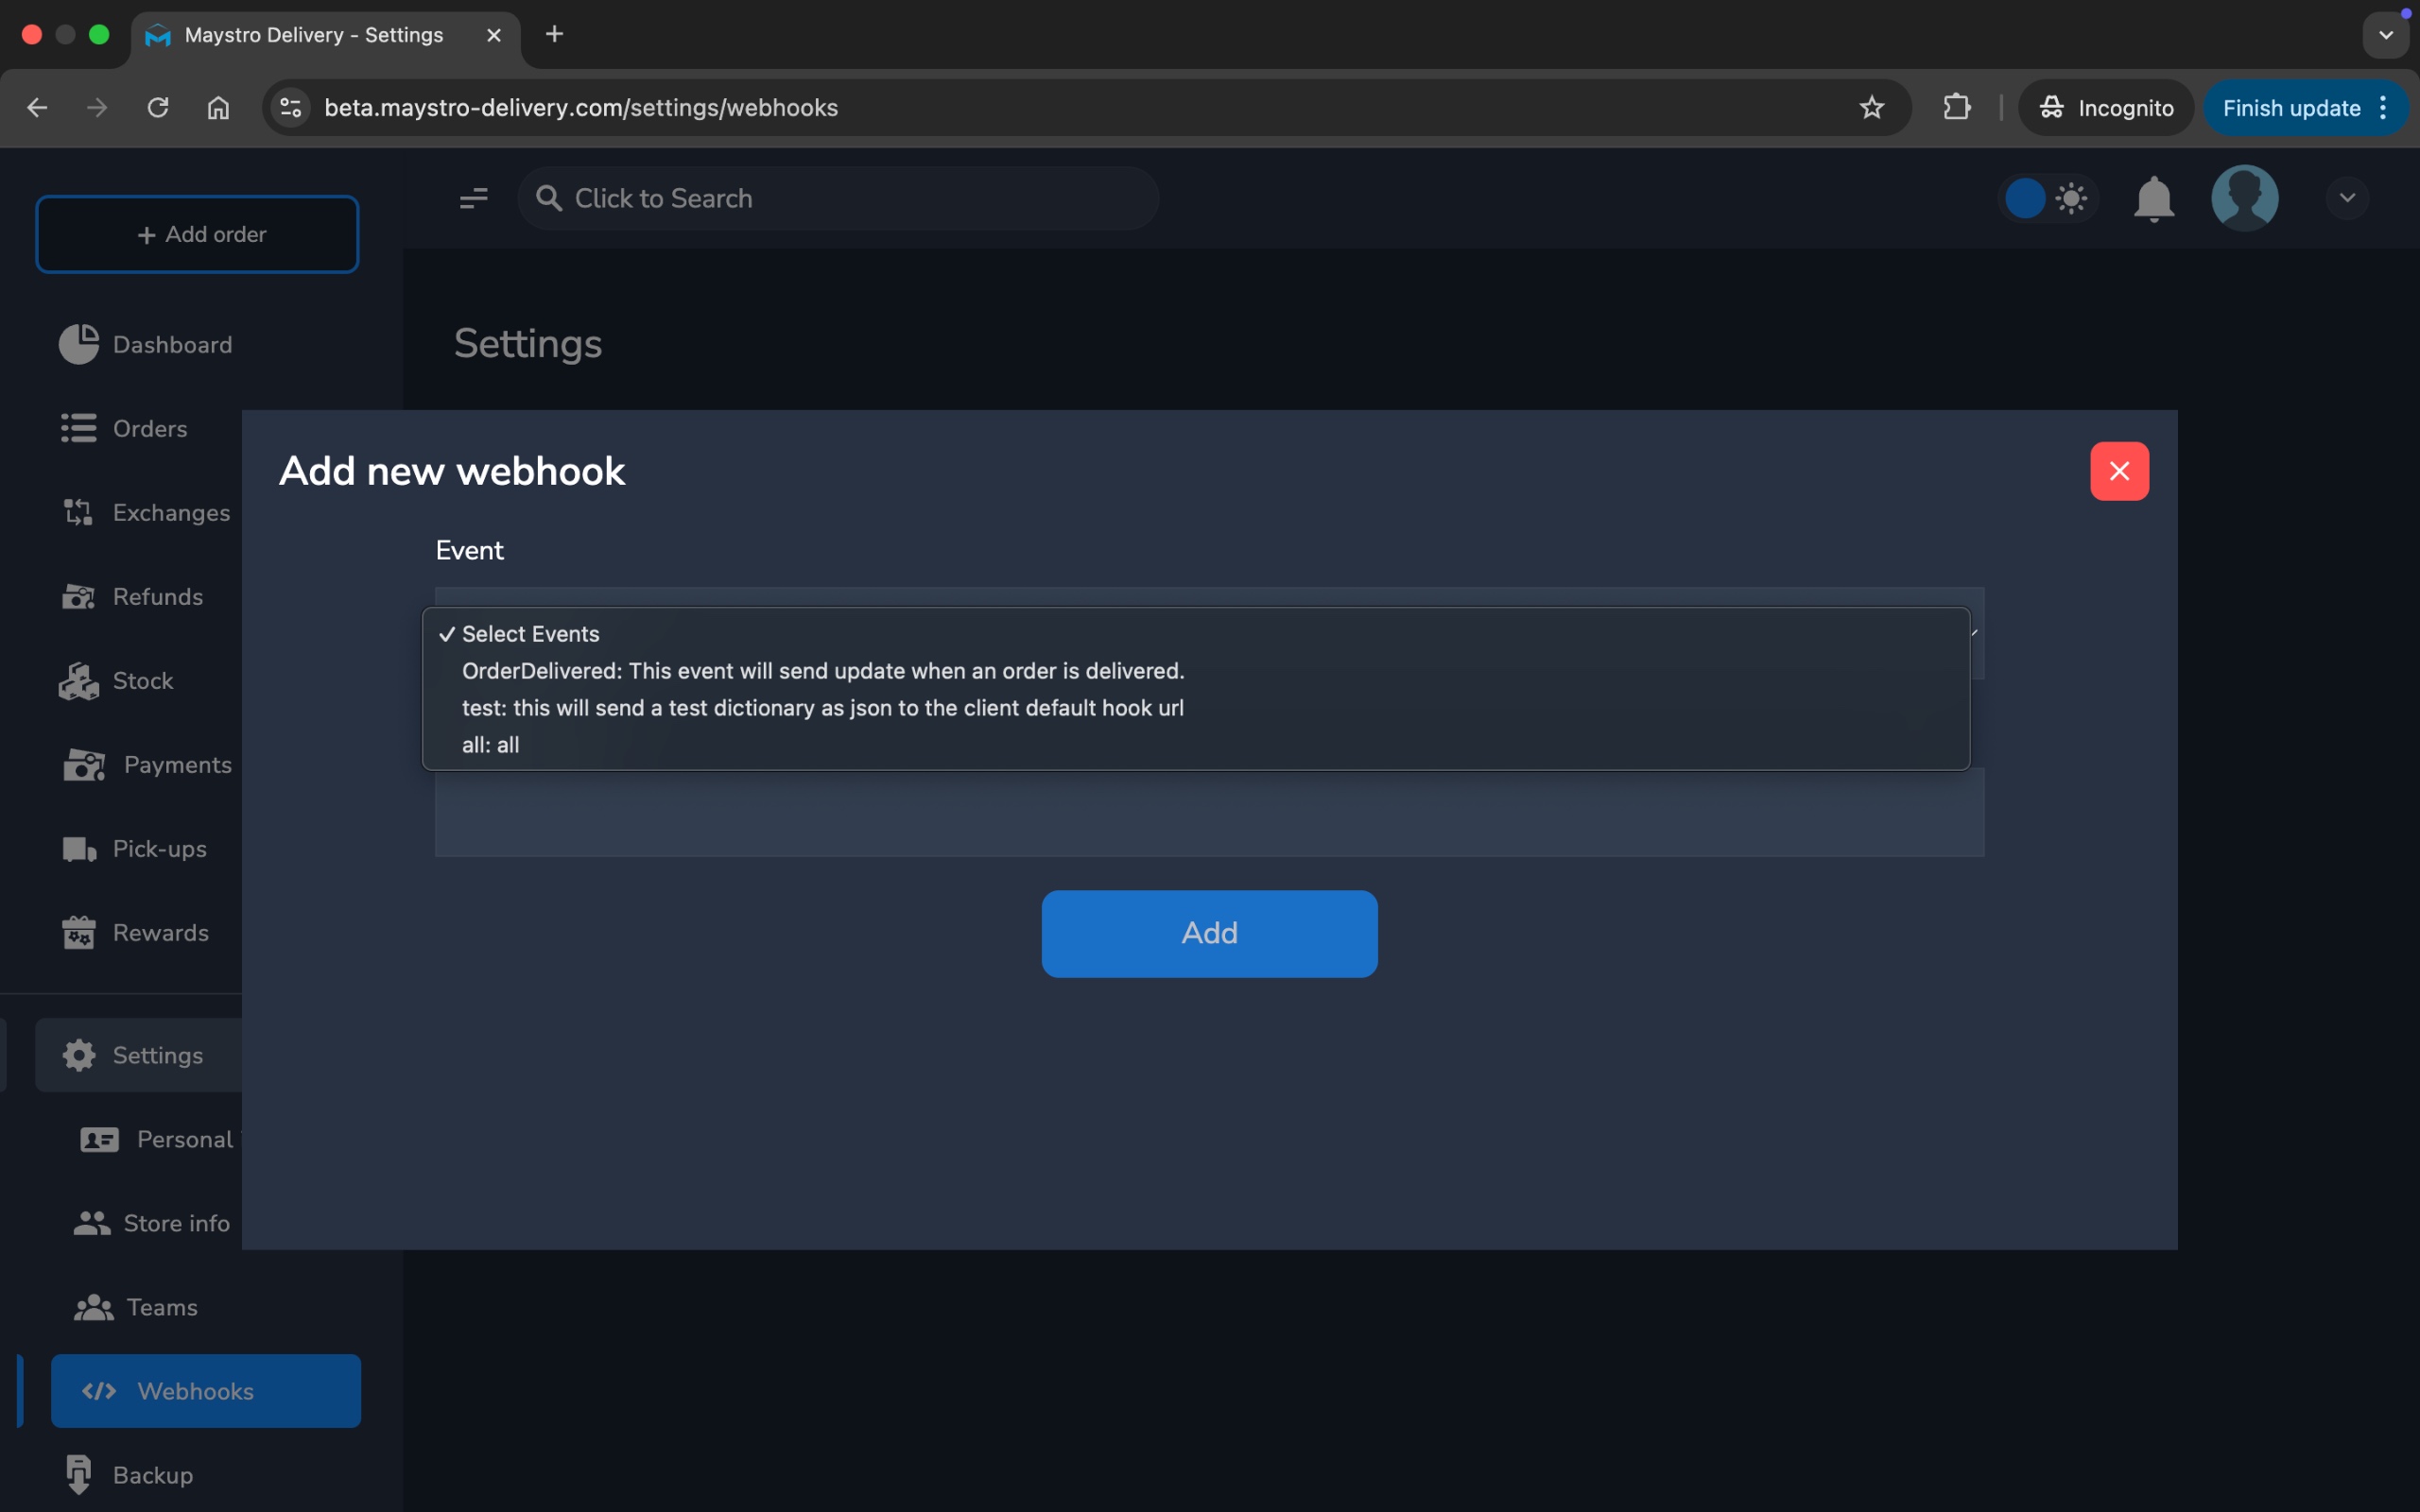 Maystro Delivery - Settings
beta.maystro-delivery.com/settings/webhooks
Incognito
Finish update
+ Add order
Click to Search
Dashboard
Settings
Orders
Add new webhook
Exchanges
Event
Refunds
Select Events
OrderDelivered: This event will send update when an order is delivered.
Stock
test: this will send a test dictionary as json to the client default hook url
all: all
Payments
Pick-ups
Rewards
Add
Settings
Personal
Store info
Teams
Webhooks
Backup